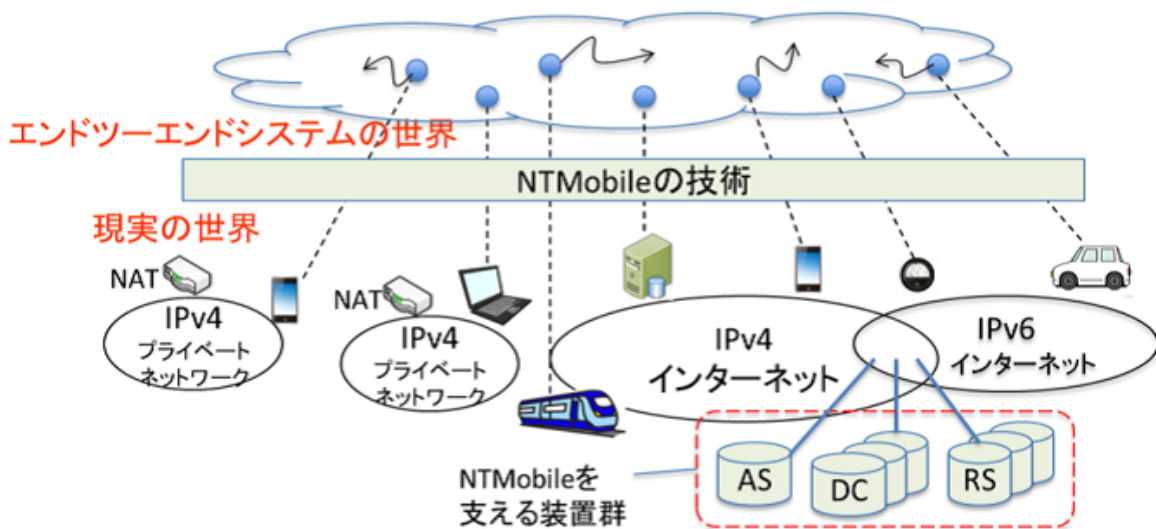 エンドツーエンドシステムの世界
NTMobileの技術
現実の世界
NAT
IPv4
プライベート
ネットワーク
NAT
IPv4
プライベート
ネットワーク
IPv4
インターネット
IPv6
インターネット
NTMobileを
支える装置群
AS
DC
RS